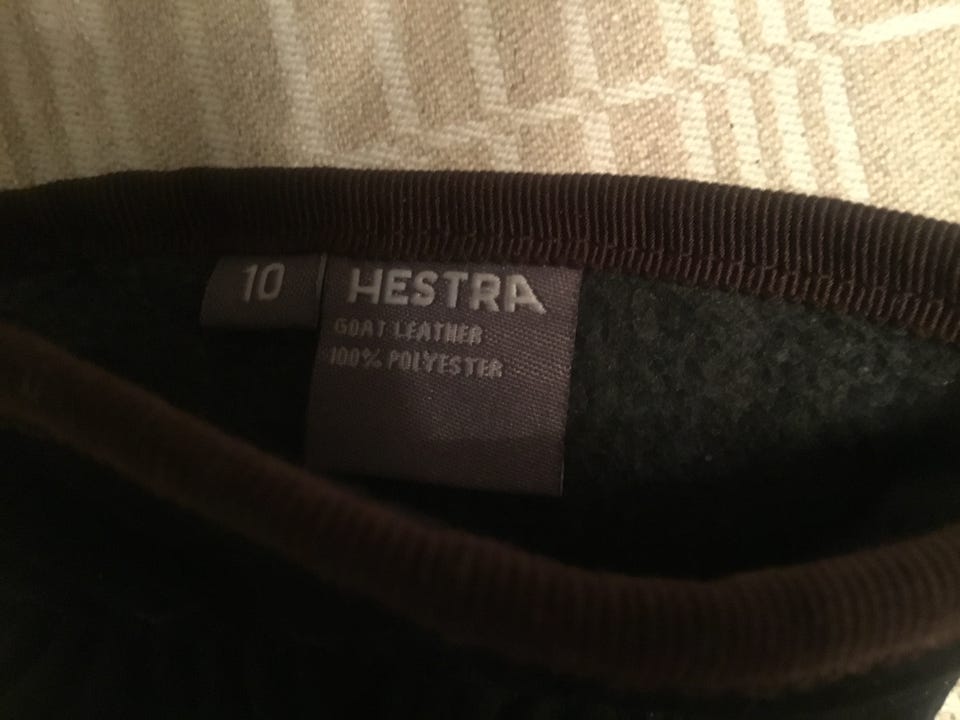 10
HESTRA
GOAT LEATHER
100% POLYESTER